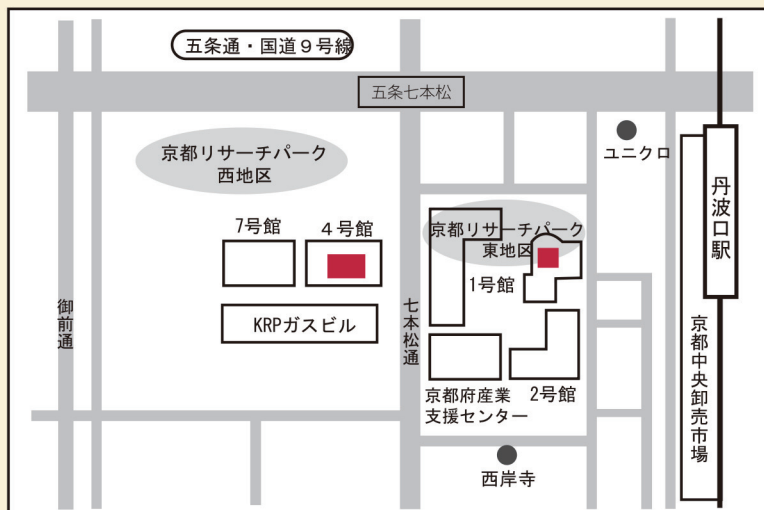 五条通・国道９号線
五条七本松
ユニクロ
丹波口駅
京都リサーチパーク
西地区
京都リサーチパーク
東地区
7号館
４号館
1号館
御前通
七本松通
KRPガスビル
京都府産業
支援センター
2号館
京都中央卸売市場
西岸寺